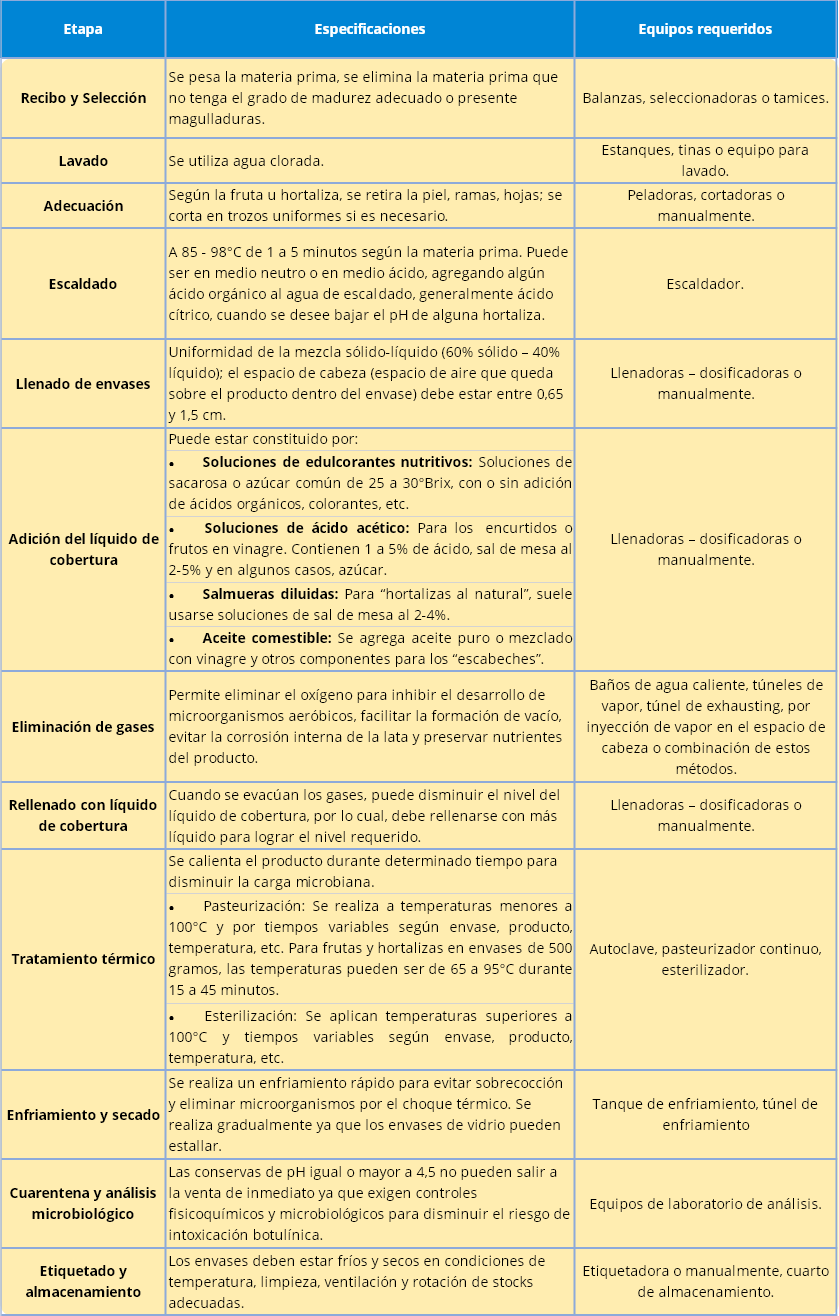 Etapa
Especificaciones
Equipos requeridos
Recibo y Selección
Se pesa la materia prima, se elimina la materia prima que
no tenga el grado de madurez adecuado o presente
magulladuras.
Balanzas, seleccionadoras o tamices.
Lavado
Se utiliza agua clorada.
Estanques, tinas o equipo para
lavado.
Adecuación
Según la fruta u hortaliza, se retira la piel, ramas, hojas; se
corta en trozos uniformes si es necesario.
Peladoras, cortadoras o
manualmente.
Escaldado
A 85 - 98°C de 1 a 5 minutos según la materia prima. Puede
ser en medio neutro o en medio ácido, agregando algún
ácido orgánico al agua de escaldado, generalmente ácido
cítrico, cuando se desee bajar el pH de alguna hortaliza.
Escaldador.
Llenado de envases
Uniformidad de la mezcla sólido-líquido (60% sólido – 40%
líquido); el espacio de cabeza (espacio de aire que queda
sobre el producto dentro del envase) debe estar entre 0,65
y 1,5 cm.
Llenadoras – dosificadoras o
manualmente.
Adición del líquido de
cobertura
Puede estar constituido por:
• Soluciones de edulcorantes nutritivos: Soluciones de
sacarosa o azúcar común de 25 a 30°Brix, con o sin adición
de ácidos orgánicos, colorantes, etc.
• Soluciones de ácido acético: Para los encurtidos o
frutos en vinagre. Contienen 1 a 5% de ácido, sal de mesa al
2-5% y en algunos casos, azúcar.
• Salmueras diluidas: Para “hortalizas al natural”, suele
usarse soluciones de sal de mesa al 2-4%.
• Aceite comestible: Se agrega aceite puro o mezclado
con vinagre y otros componentes para los “escabeches”.
Llenadoras – dosificadoras o
manualmente.
Eliminación de gases
Permite eliminar el oxígeno para inhibir el desarrollo de
microorganismos aeróbicos, facilitar la formación de vacío,
evitar la corrosión interna de la lata y preservar nutrientes
del producto.
Baños de agua caliente, túneles de
vapor, túnel de exhausting, por
inyección de vapor en el espacio de
cabeza o combinación de estos
métodos.
Rellenado con líquido
de cobertura
Cuando se evacúan los gases, puede disminuir el nivel del
líquido de cobertura, por lo cual, debe rellenarse con más
líquido para lograr el nivel requerido.
Llenadoras – dosificadoras o
manualmente.
Tratamiento térmico
Se calienta el producto durante determinado tiempo para
disminuir la carga microbiana.
• Pasteurización: Se realiza a temperaturas menores a
100°C y por tiempos variables según envase, producto,
temperatura, etc. Para frutas y hortalizas en envases de 500
gramos, las temperaturas pueden ser de 65 a 95°C durante
15 a 45 minutos.
• Esterilización: Se aplican temperaturas superiores a
100°C y tiempos variables según envase, producto,
temperatura, etc.
Autoclave, pasteurizador continuo,
esterilizador.
Enfriamiento y secado
Se realiza un enfriamiento rápido para evitar sobrecocción
y eliminar microorganismos por el choque térmico. Se
realiza gradualmente ya que los envases de vidrio pueden
estallar.
Tanque de enfriamiento, túnel de
enfriamiento
Cuarentena y análisis
microbiológico
Las conservas de pH igual o mayor a 4,5 no pueden salir a
la venta de inmediato ya que exigen controles
fisicoquímicos y microbiológicos para disminuir el riesgo de
intoxicación botulínica.
Equipos de laboratorio de análisis.
Etiquetado y
almacenamiento
Los envases deben estar fríos y secos en condiciones de
temperatura, limpieza, ventilación y rotación de stocks
adecuadas.
Etiquetadora o manualmente, cuarto
de almacenamiento.